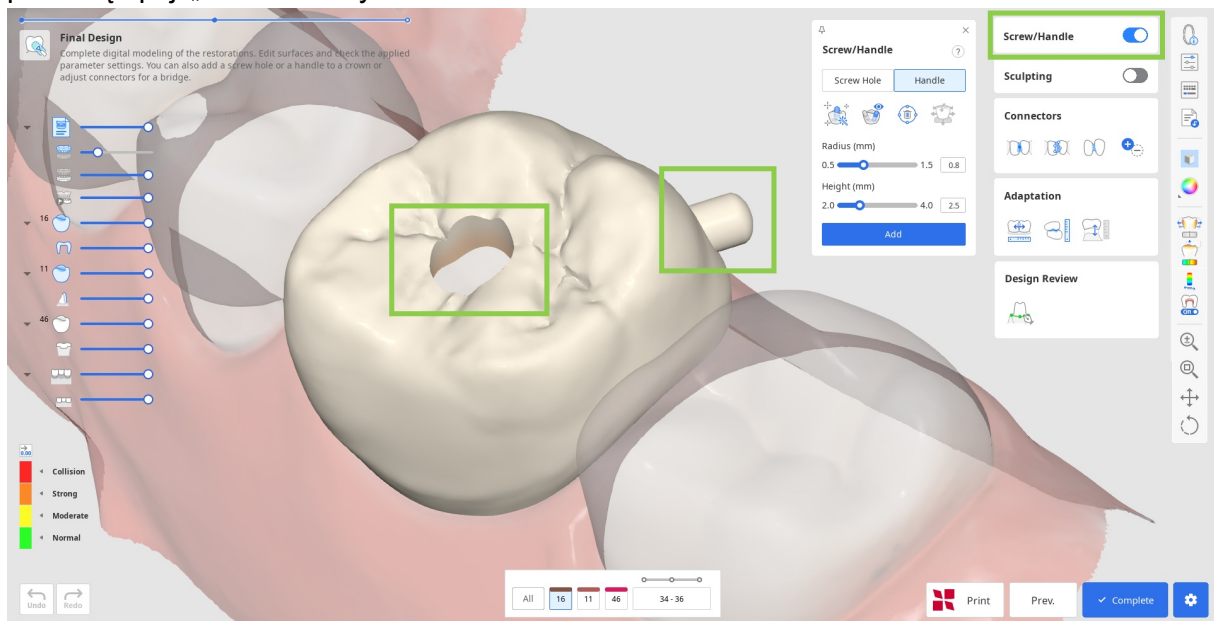 Final Design
Complete digital modeling of the restorations. Edit surfaces and check the applied
parameter settings. You can also add a screw hole or a handle to a crown or
adjust connectors for a bridge.
16
11
46
0.00
Collision
Strong
Moderate
Normal
Undo
Redo
All
16
11
46
34 - 36
Screw/Handle
?
Screw Hole
Handle
Radius (mm)
0.5
1.5
0.8
Height (mm)
2.0
4.0
2.5
Add
Screw/Handle
Sculpting
Connectors
Adaptation
Design Review
ON
Print
Prev.
Complete